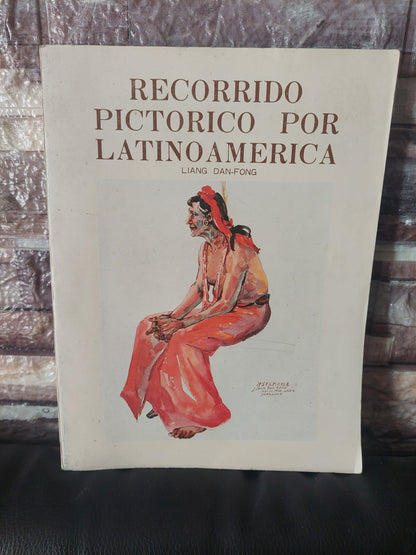 RECORRIDO
PICTORICO POR
LATINOAMERICA
LIANG DAN-FONG